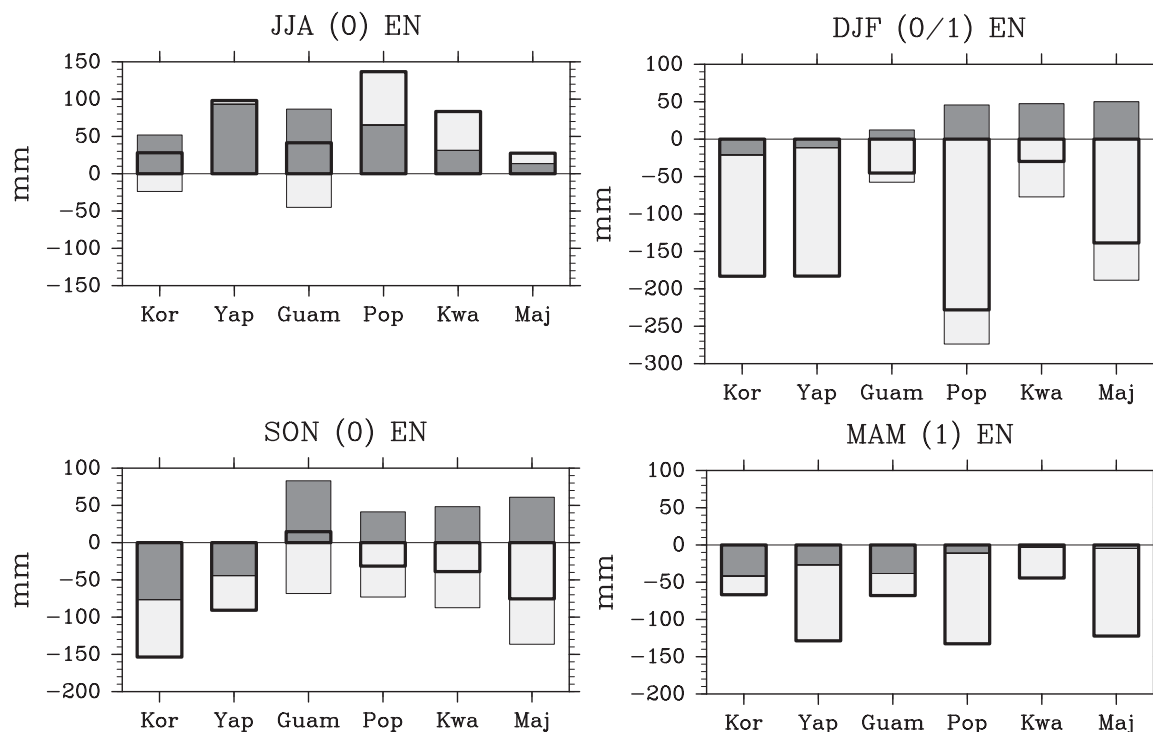 JJA (0) EN
150
100
50
0
−50
−100
−150
mm
Kor Yap Guam Pop Kwa Maj
DJF (0/1) EN
100
50
0
−50
−100
−150
−200
−250
−300
mm
Kor Yap Guam Pop Kwa Maj
SON (0) EN
100
50
0
−50
−100
−150
−200
mm
Kor Yap Guam Pop Kwa Maj
MAM (1) EN
100
50
0
−50
−100
−150
−200
mm
Kor Yap Guam Pop Kwa Maj